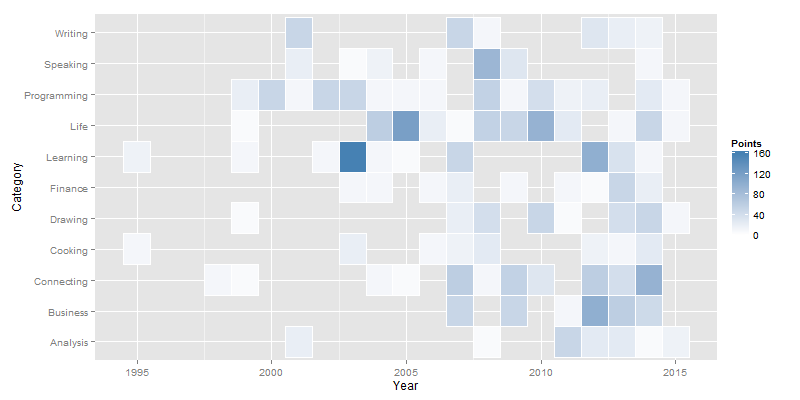 Writing
Speaking
Programming
Life
Learning
Finance
Drawing
Cooking
Connecting
Business
Analysis
Category
1995 2000 2005 2010 2015
Year
Points
160
120
80
40
0